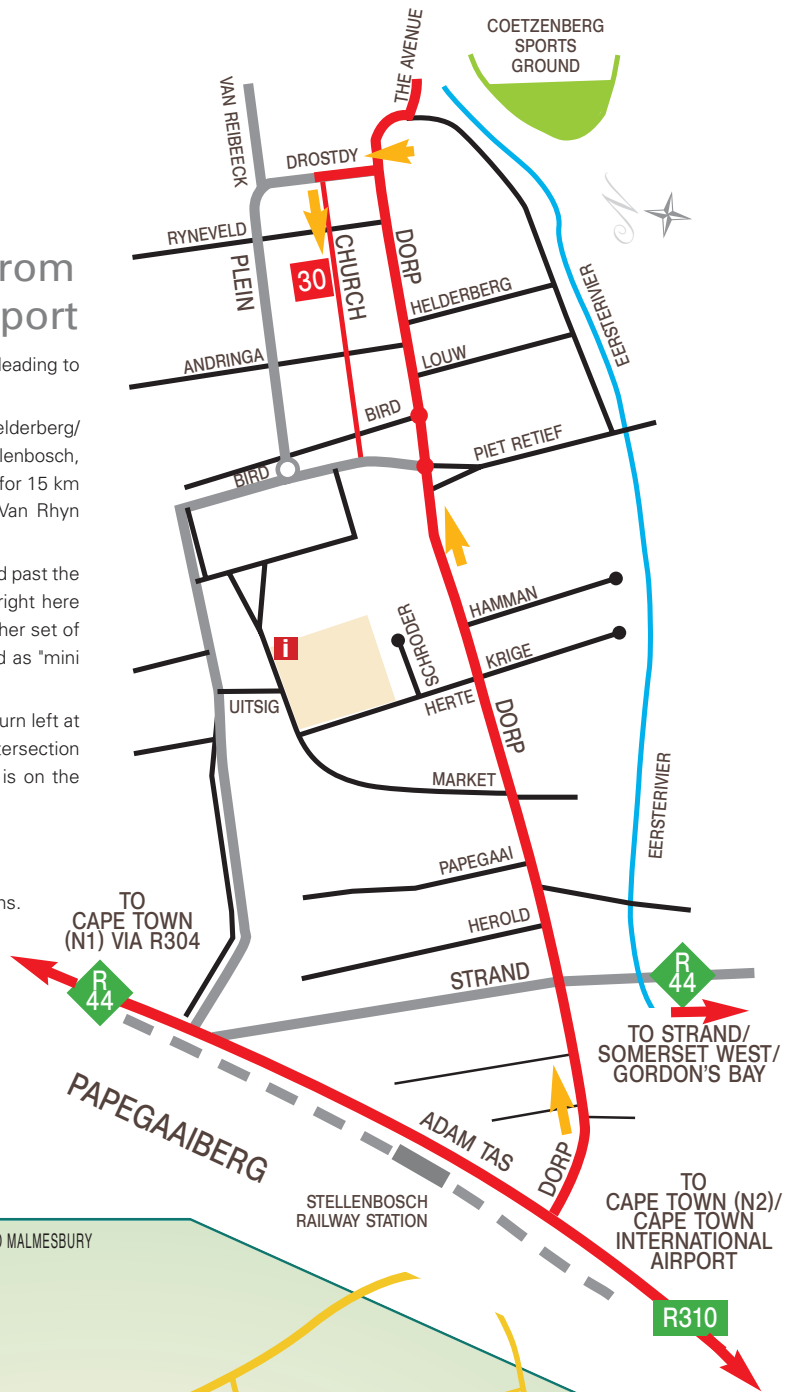 rom
port
leading to
elderberg/
llenbosch,
for 15 km
Van Rhyn
d past the
right here
her set of
d as "mini
urn left at
tersection
is on the
ns.
COETZENBERG
SPORTS
GROUND
THE AVENUE
VAN REIBEECK
DROSTDY
N
RYNEVELD
PLEIN
30
CHURCH
DORP
HELDERBERG
EERSTERIVIER
ANDRINGA
LOUW
BIRD
PIET RETIEF
BIRD
HAMMAN
SCHRODER
KRIGE
i
UITSIG
HERTE
DORP
MARKET
EERSTERIVIER
PAPEGAAI
HEROLD
TO
CAPE TOWN
(N1) VIA R304
STRAND
R
44
R
44
TO STRAND/
SOMERSET WEST/
GORDON'S BAY
PAPEGAAIBERG
ADAM TAS
DORP
STELLENBOSCH
RAILWAY STATION
TO
CAPE TOWN (N2)/
CAPE TOWN
INTERNATIONAL
AIRPORT
O MALMESBURY
R310